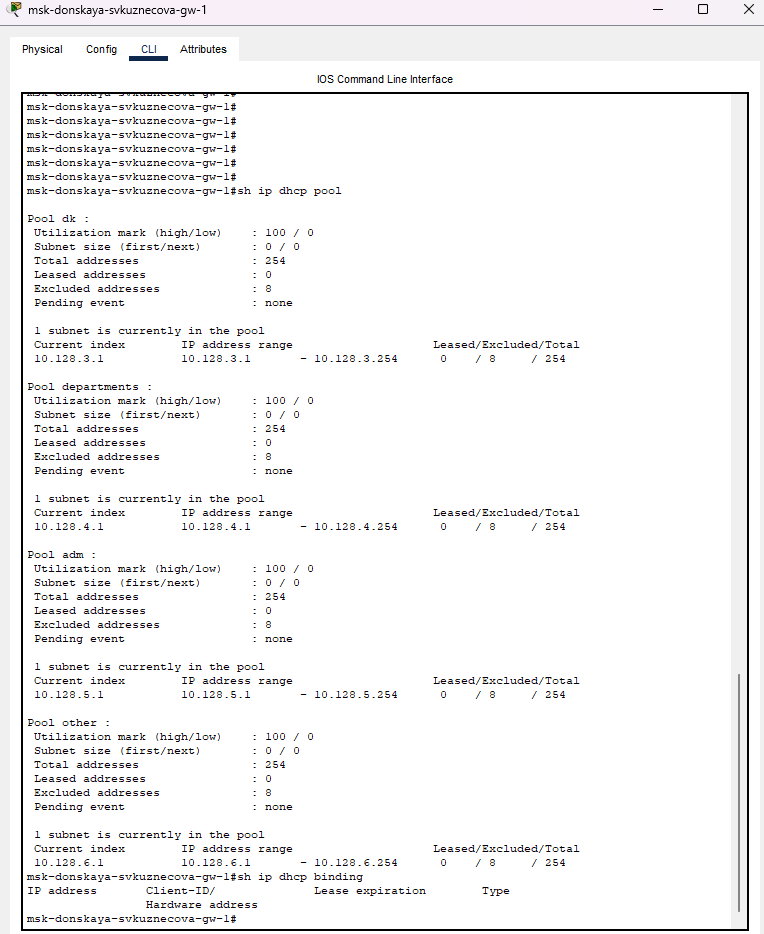 msk-donskaya-svkuznecova-gw-1
Physical Config CLI Attributes
IOS Command Line Interface
msk-donskaya-svkuznecova-gw-1#
msk-donskaya-svkuznecova-gw-1#
msk-donskaya-svkuznecova-gw-1#
msk-donskaya-svkuznecova-gw-1#
msk-donskaya-svkuznecova-gw-1#
msk-donskaya-svkuznecova-gw-1#
msk-donskaya-svkuznecova-gw-1#
msk-donskaya-svkuznecova-gw-1#sh ip dhcp pool
Pool dk :
Utilization mark (high/low) : 100 / 0
Subnet size (first/next) : 0 / 0
Total addresses : 254
Leased addresses : 0
Excluded addresses : 8
Pending event : none
1 subnet is currently in the pool
Current index IP address range Leased/Excluded/Total
10.128.3.1 10.128.3.1 - 10.128.3.254 0 / 8 / 254
Pool departments :
Utilization mark (high/low) : 100 / 0
Subnet size (first/next) : 0 / 0
Total addresses : 254
Leased addresses : 0
Excluded addresses : 8
Pending event : none
1 subnet is currently in the pool
Current index IP address range Leased/Excluded/Total
10.128.4.1 10.128.4.1 - 10.128.4.254 0 / 8 / 254
Pool adm :
Utilization mark (high/low) : 100 / 0
Subnet size (first/next) : 0 / 0
Total addresses : 254
Leased addresses : 0
Excluded addresses : 8
Pending event : none
1 subnet is currently in the pool
Current index IP address range Leased/Excluded/Total
10.128.5.1 10.128.5.1 - 10.128.5.254 0 / 8 / 254
Pool other :
Utilization mark (high/low) : 100 / 0
Subnet size (first/next) : 0 / 0
Total addresses : 254
Leased addresses : 0
Excluded addresses : 8
Pending event : none
1 subnet is currently in the pool
Current index IP address range Leased/Excluded/Total
10.128.6.1 10.128.6.1 - 10.128.6.254 0 / 8 / 254
msk-donskaya-svkuznecova-gw-1#sh ip dhcp binding
IP address Client-ID/ Lease expiration Type
Hardware address
msk-donskaya-svkuznecova-gw-1#